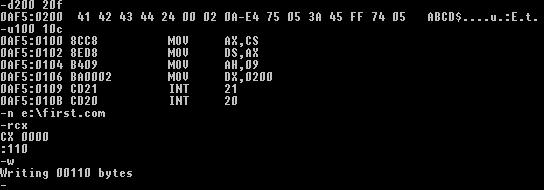 -d200 20f
0AF5:0200 41 42 43 44 24 00 02 0A-E4 75 05 3A 45 FF 74 05 ABCD$....u.:E.t.
-u100 10c
0AF5:0100 8CC8 MOV AX,CS
0AF5:0102 8ED8 MOV DS,AX
0AF5:0104 B409 MOV AH,09
0AF5:0106 BA0002 MOV DX,0200
0AF5:0109 CD21 INT 21
0AF5:010B CD20 INT 20
-n e:\first.com
-rcx
CX 0000
:110
-w
Writing 00110 bytes
-